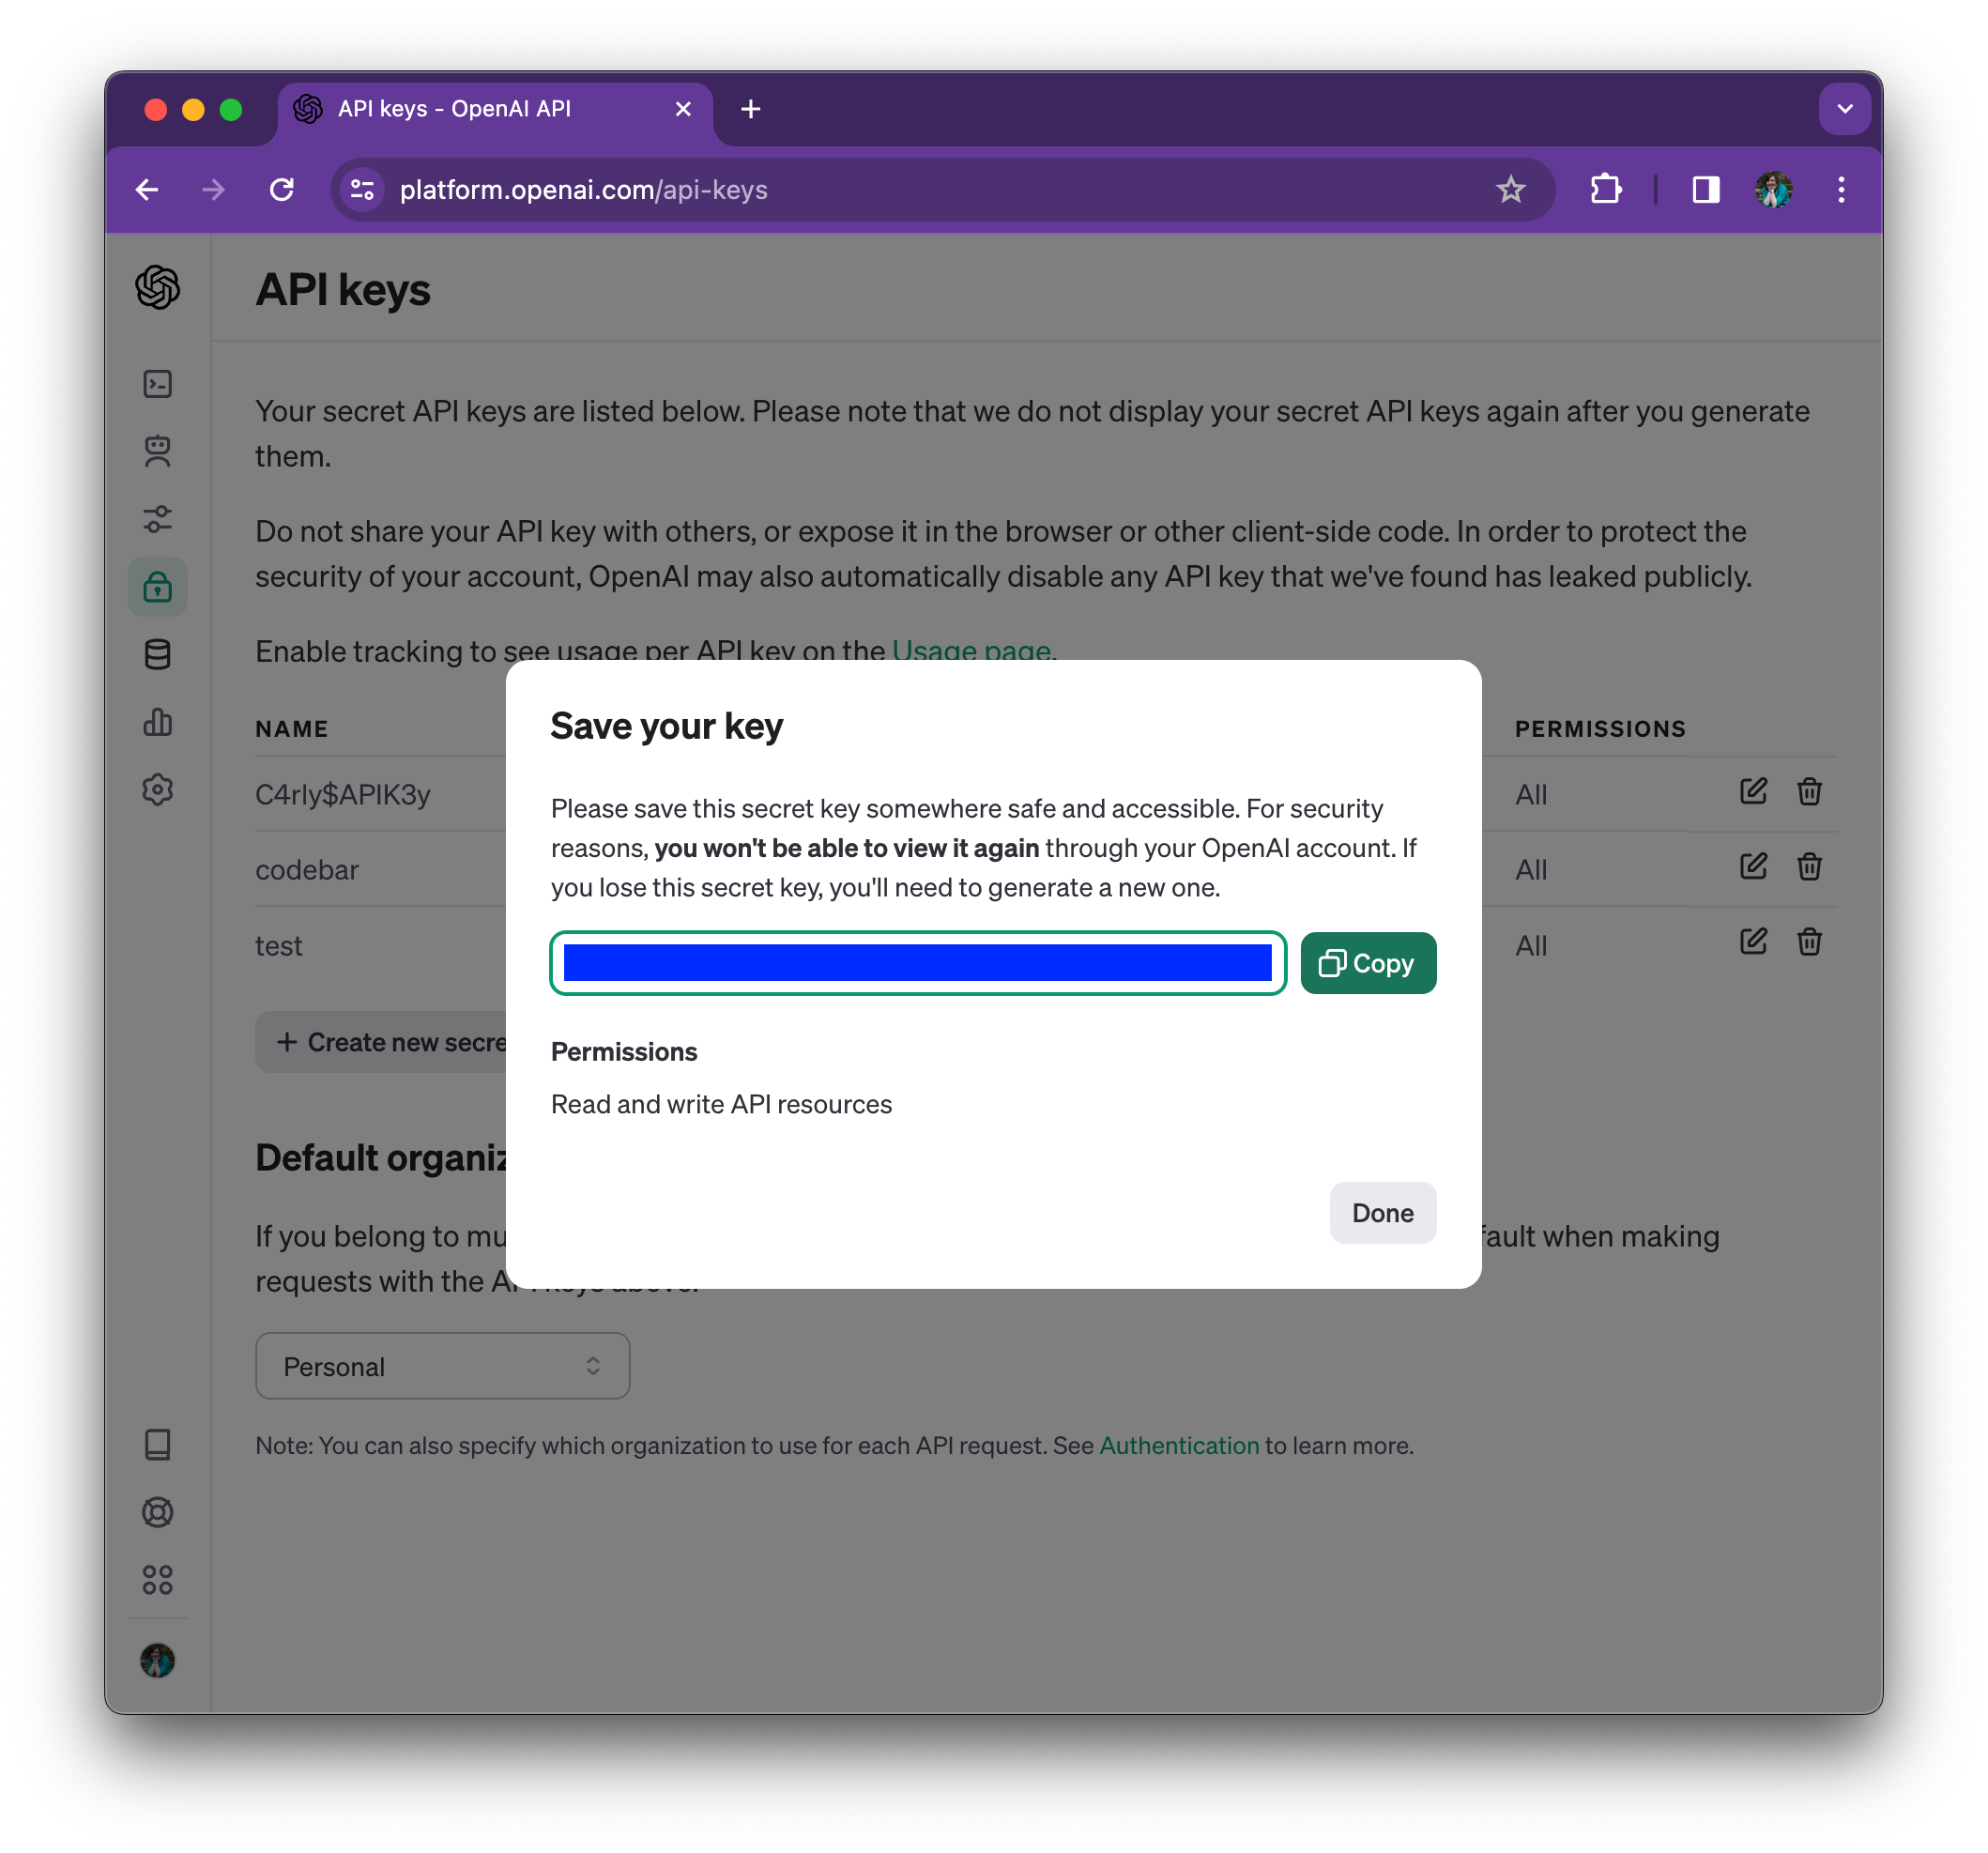 API keys - OpenAI API
platform.openai.com/api-keys
API keys
Your secret API keys are listed below. Please note that we do not display your secret API keys again after you generate
them.
Do not share your API key with others, or expose it in the browser or other client-side code. In order to protect the
security of your account, OpenAI may also automatically disable any API key that we've found has leaked publicly.
Enable tracking to see usage per API key on the Usage page.
NAME
PERMISSIONS
C4rly$APIK3y
All
codebar
All
test
All
+ Create new secre
Save your key
Please save this secret key somewhere safe and accessible. For security
reasons, you won't be able to view it again through your OpenAI account. If
you lose this secret key, you'll need to generate a new one.
Copy
Permissions
Read and write API resources
Done
Default organiz
If you belong to mu
fault when making
requests with the API keys above.
Personal
Note: You can also specify which organization to use for each API request. See Authentication to learn more.